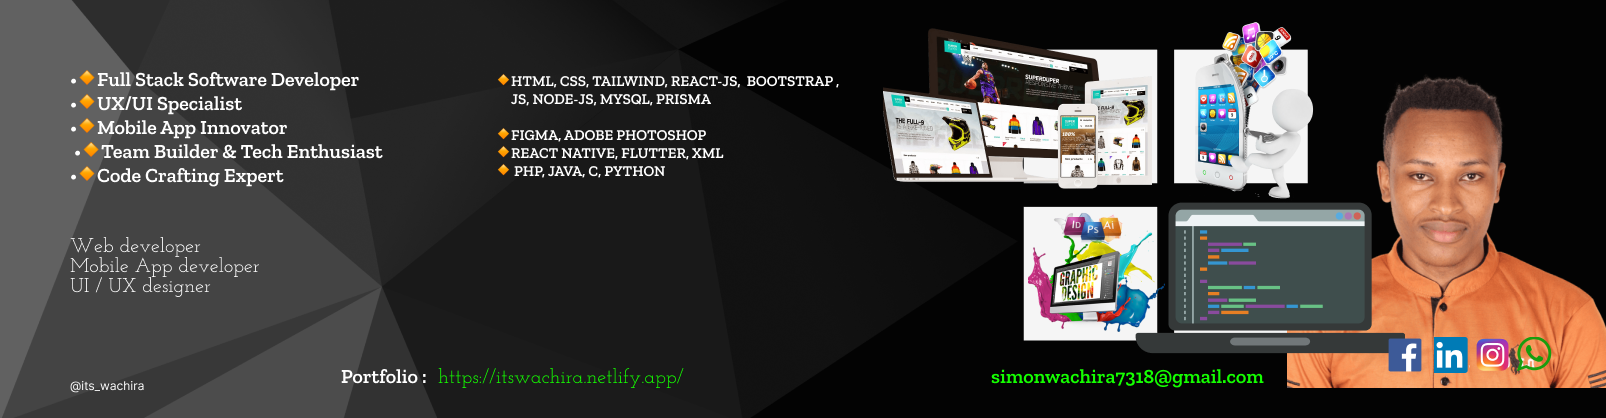 • Full Stack Software Developer
• UX/UI Specialist
• Mobile App Innovator
• Team Builder & Tech Enthusiast
• Code Crafting Expert
HTML, CSS, TAILWIND, REACT-JS, BOOTSTRAP ,
JS, NODE-JS, MYSQL, PRISMA
FIGMA, ADOBE PHOTOSHOP
REACT NATIVE, FLUTTER, XML
PHP, JAVA, C, PYTHON
Web developer
Mobile App developer
UI / UX designer
SUPERDUPER
THE FULL-9
100%
ID Ps Ai
GRAPHIC
DESIGN
@its_wachira
Portfolio : https://itswachira.netlify.app/
simonwachira7318@gmail.com
f in